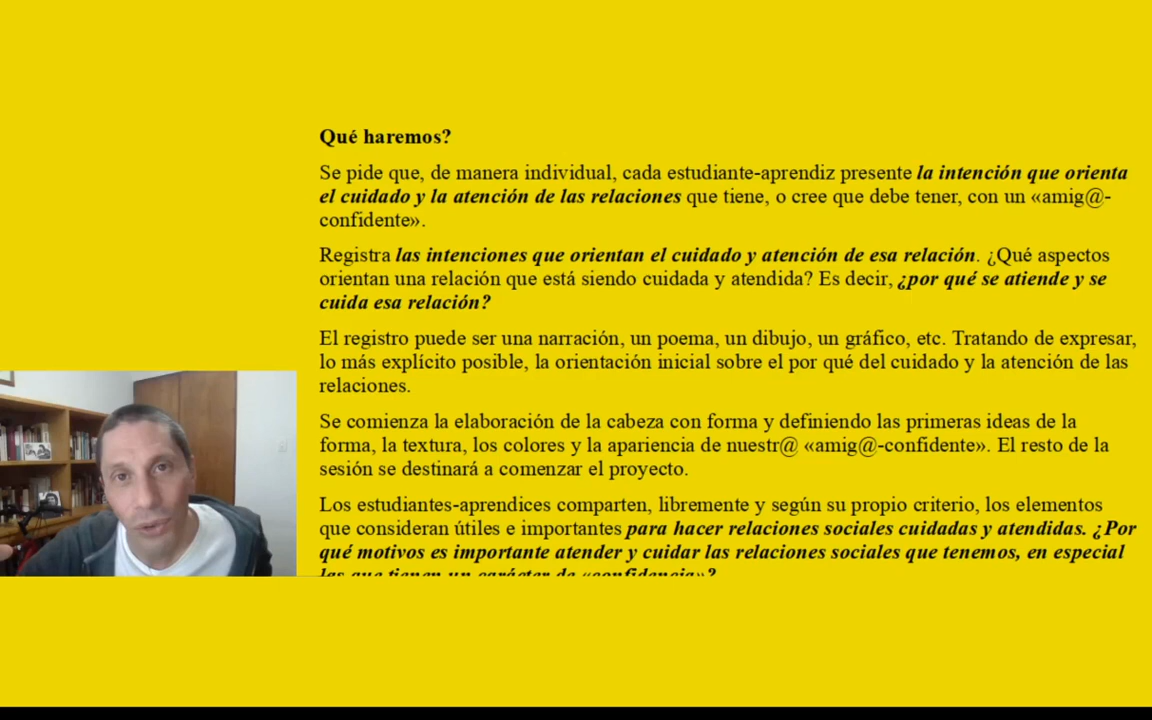 Qué haremos?
Se pide que, de manera individual, cada estudiante-aprendiz presente la intención que orienta
el cuidado y la atención de las relaciones que tiene, o cree que debe tener, con un «amig@-
confidente».
Registra las intenciones que orientan el cuidado y atención de esa relación. ¿Qué aspectos
orientan una relación que está siendo cuidada y atendida? Es decir, ¿por qué se atiende y se
cuida esa relación?
El registro puede ser una narración, un poema, un dibujo, un gráfico, etc. Tratando de expresar,
lo más explícito posible, la orientación inicial sobre el por qué del cuidado y la atención de las
relaciones.
Se comienza la elaboración de la cabeza con forma y definiendo las primeras ideas de la
forma, la textura, los colores y la apariencia de nuestr@ «amig@-confidente». El resto de la
sesión se destinará a comenzar el proyecto.
Los estudiantes-aprendices comparten, libremente y según su propio criterio, los elementos
que consideran útiles e importantes para hacer relaciones sociales cuidadas y atendidas. ¿Por
qué motivos es importante atender y cuidar las relaciones sociales que tenemos, en especial
las que tienen un carácter de «confidencia»?